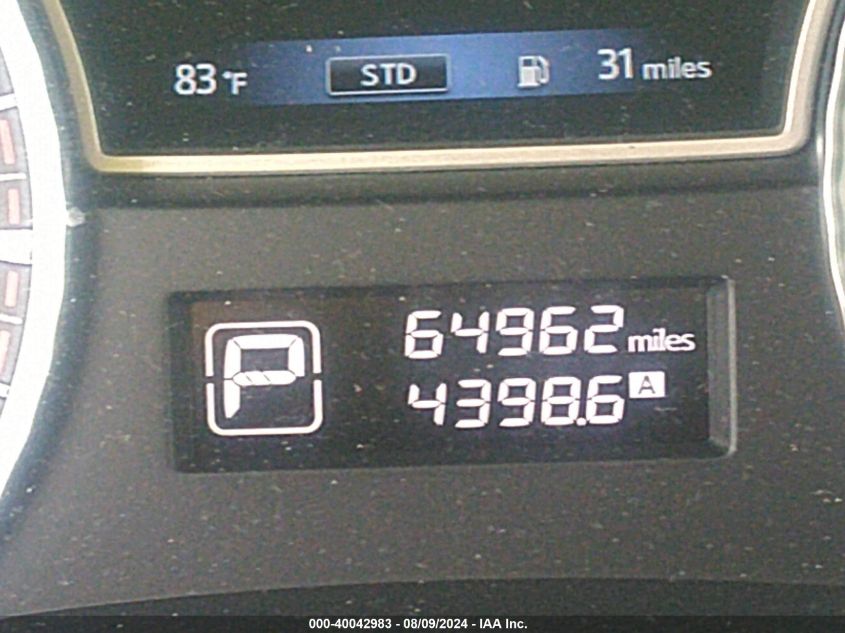 83 °F STD 31 miles
64962 miles
P
4398.6 A
000-40042983 - 08/09/2024 - IAA Inc.